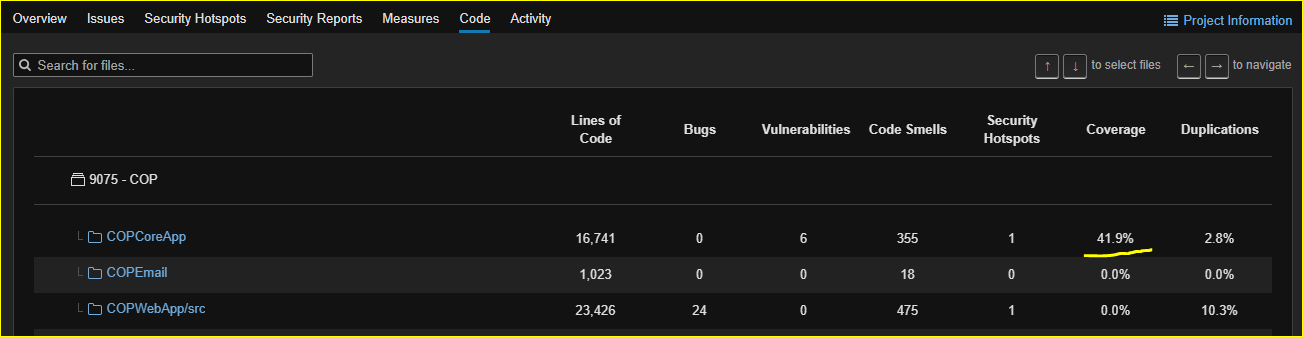 Overview Issues Security Hotspots Security Reports Measures Code Activity
Project Information
Search for files...
↑ ↓ to select files ← → to navigate
Lines of Code Bugs Vulnerabilities Code Smells Security Hotspots Coverage Duplications
9075 - COP
COPCoreApp 16,741 0 6 355 1 41.9% 2.8%
COPEmail 1,023 0 0 18 0 0.0% 0.0%
COPWebApp/src 23,426 24 0 475 1 0.0% 10.3%